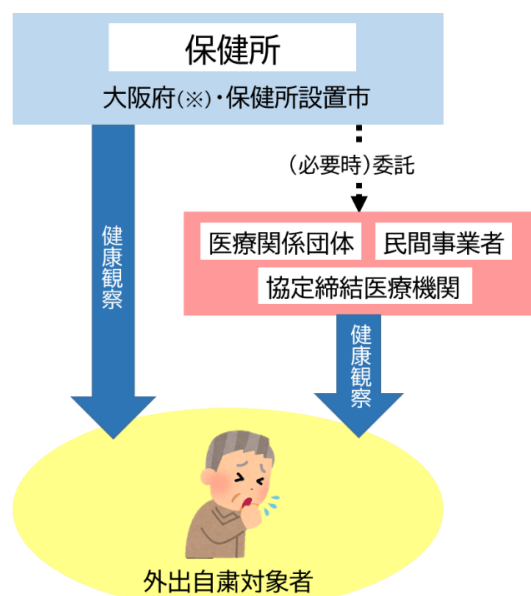 保健所
大阪府(※)・保健所設置市
(必要時)委託
医療関係団体
民間事業者
協定締結医療機関
健康観察
健康観察
外出自粛対象者